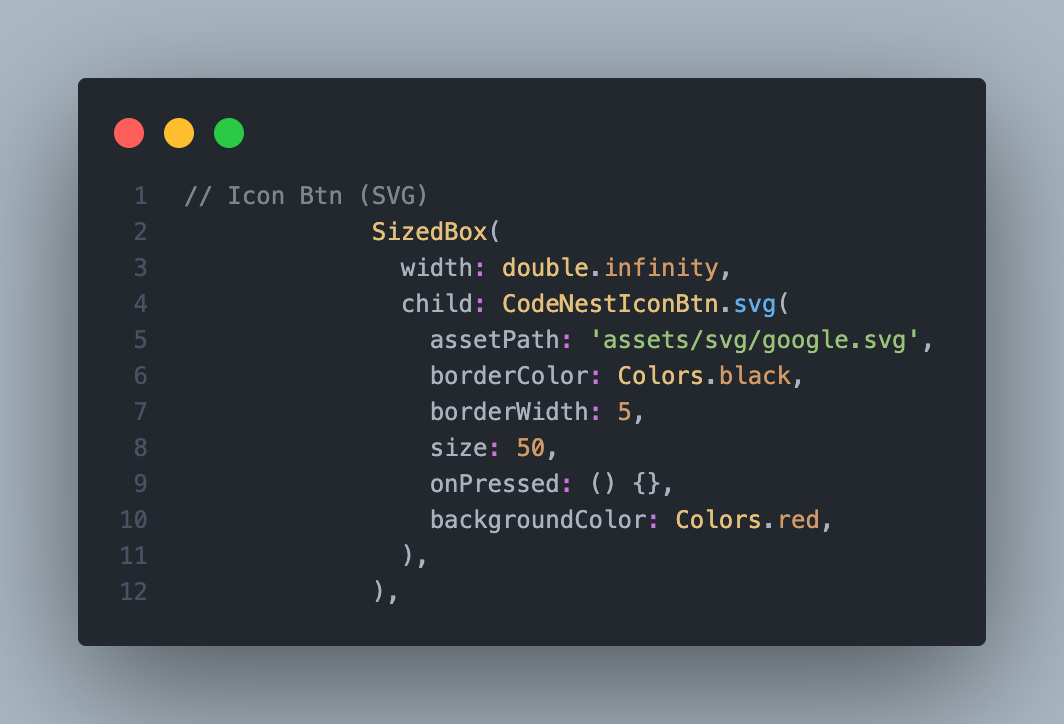 1 // Icon Btn (SVG)
2 SizedBox(
3 width: double.infinity,
4 child: CodeNestIconBtn.svg(
5 assetPath: 'assets/svg/google.svg',
6 borderColor: Colors.black,
7 borderWidth: 5,
8 size: 50,
9 onPressed: () {},
10 backgroundColor: Colors.red,
11 ),
12 ),